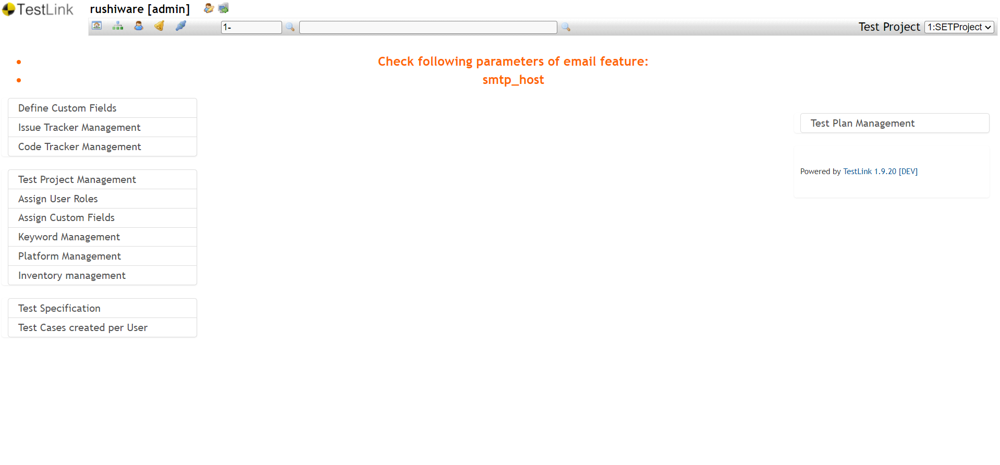 TestLink
rushiware [admin]
1-
Test Project 1:SETProject
Check following parameters of email feature:
smtp_host
Define Custom Fields
Issue Tracker Management
Code Tracker Management
Test Plan Management
Powered by TestLink 1.9.20 [DEV]
Test Project Management
Assign User Roles
Assign Custom Fields
Keyword Management
Platform Management
Inventory management
Test Specification
Test Cases created per User